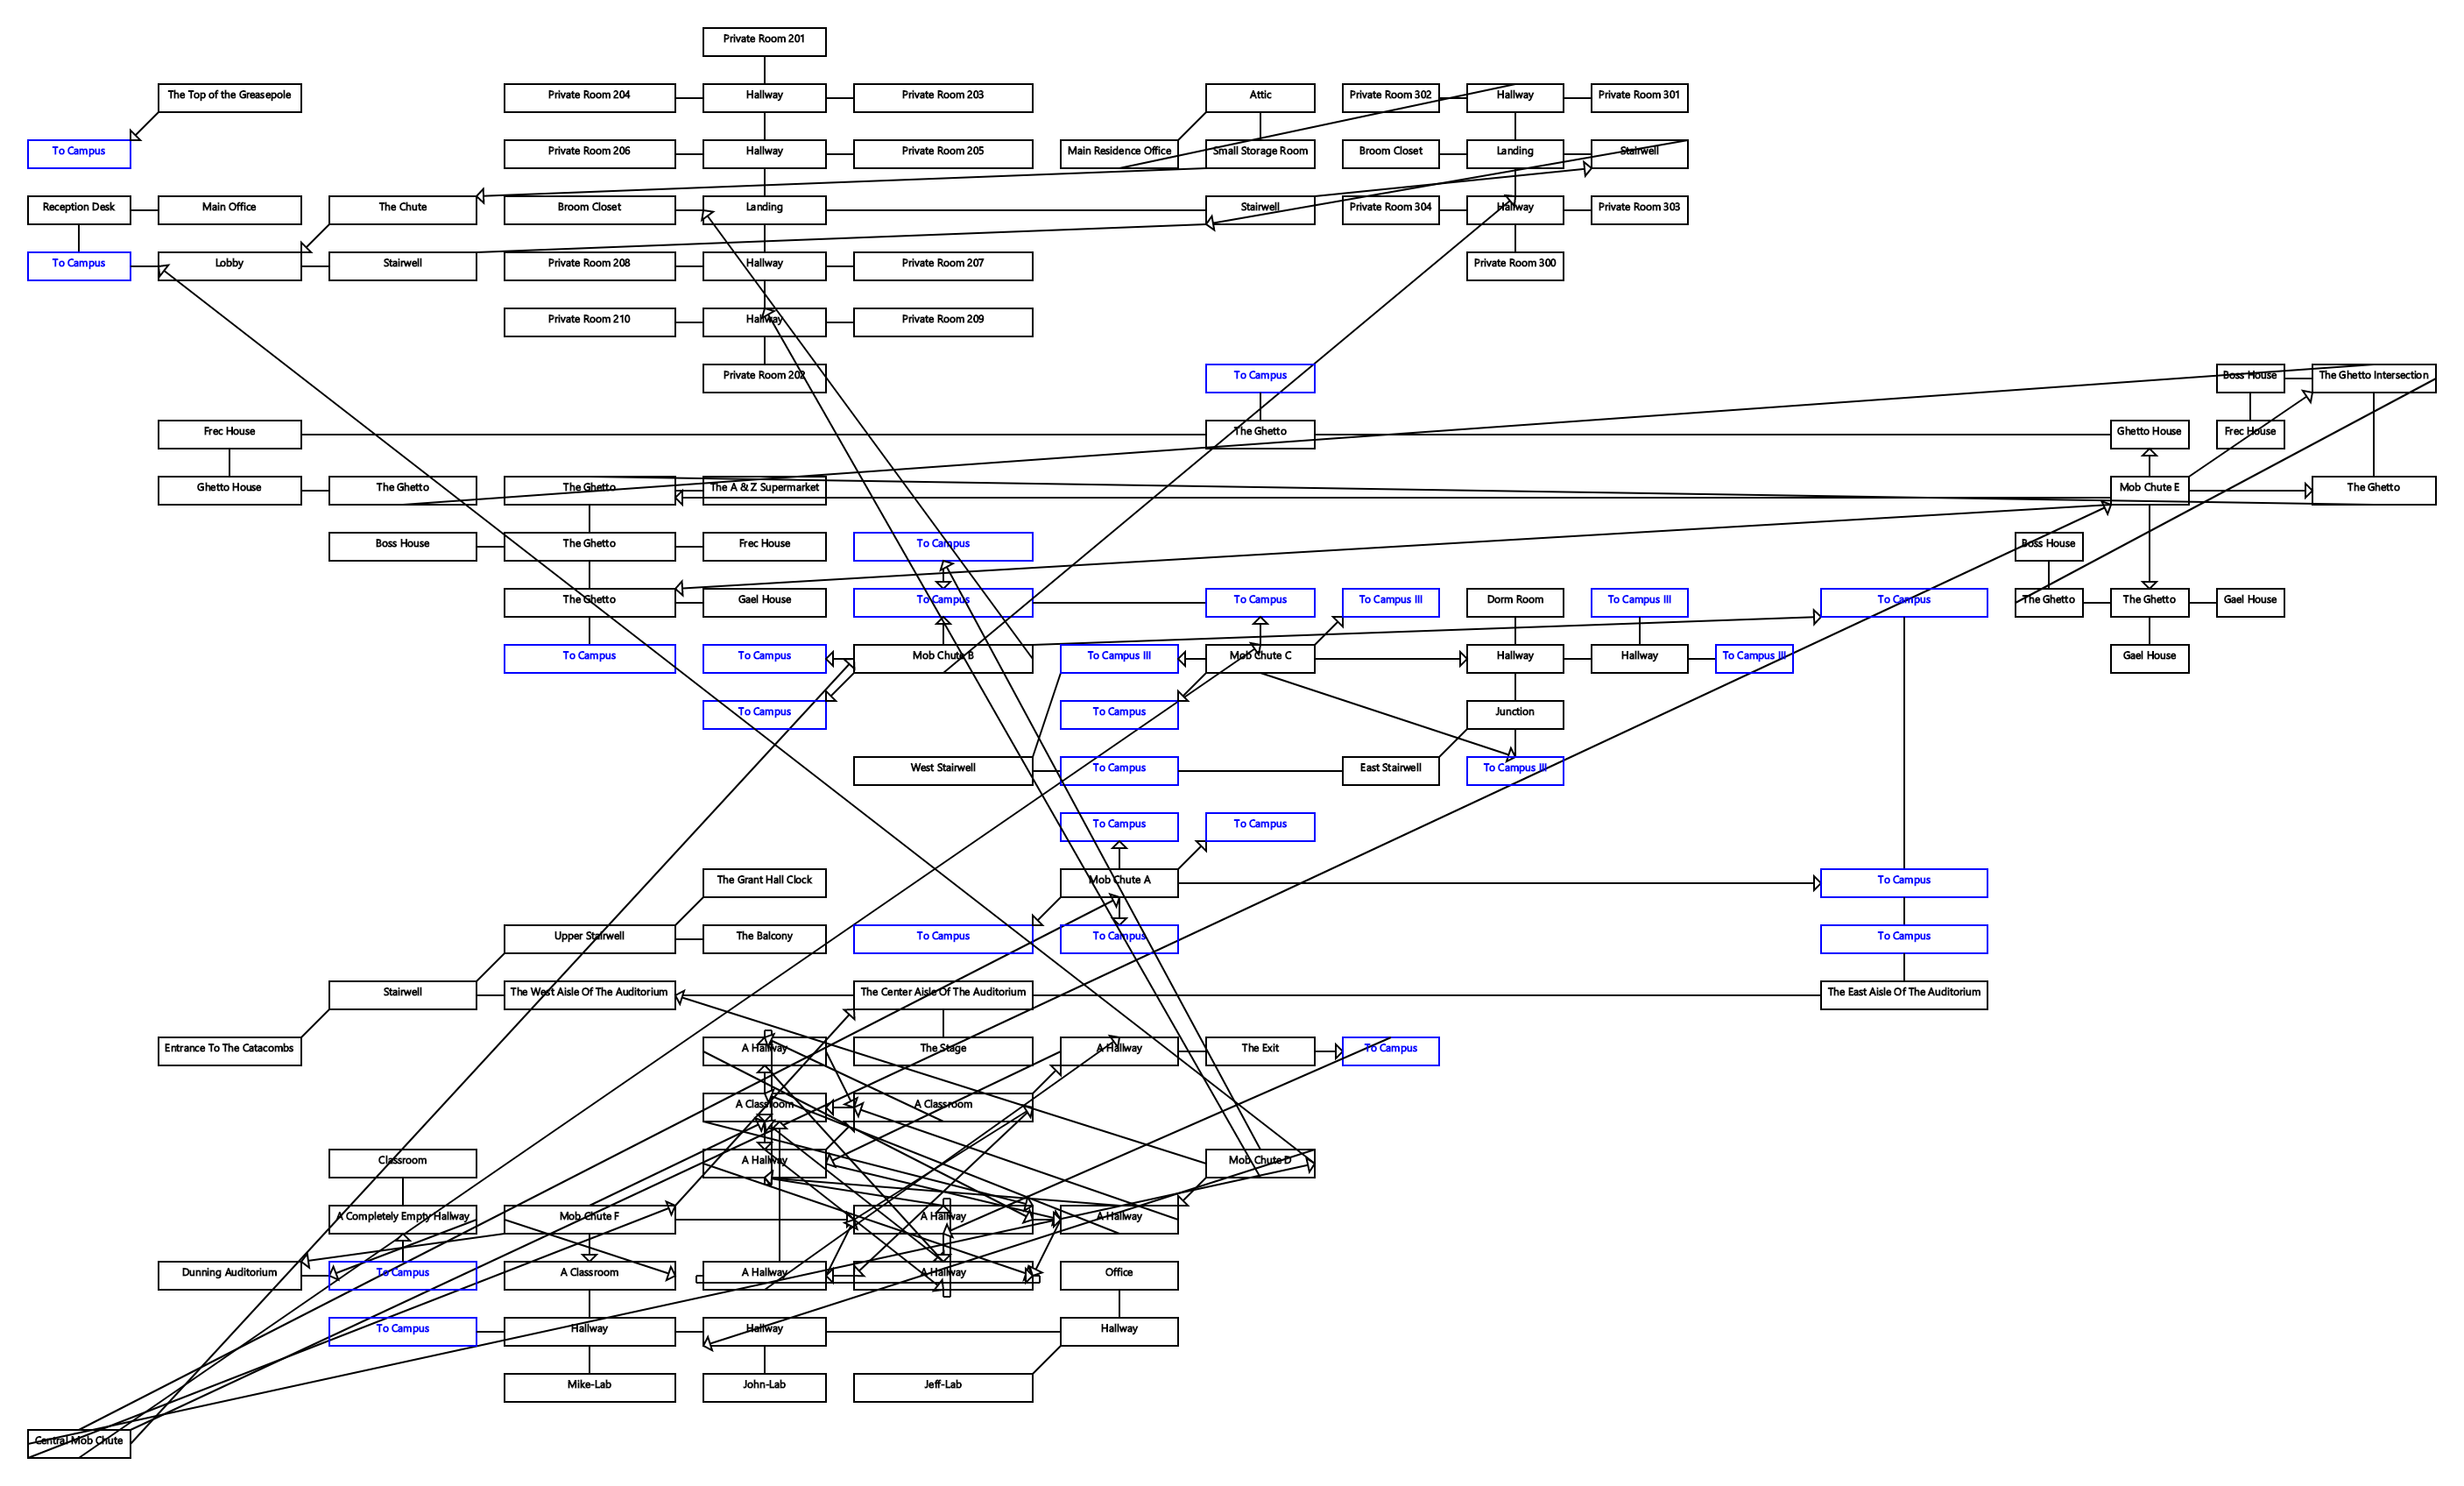 Private Room 201
The Top of the Greasepole
Private Room 204
Hallway
Private Room 203
Attic
Private Room 302
Hallway
Private Room 301
To Campus
Private Room 206
Hallway
Private Room 205
Main Residence Office
Small Storage Room
Broom Closet
Landing
Stairwell
Reception Desk
Main Office
The Chute
Broom Closet
Landing
Stairwell
Private Room 304
Hallway
Private Room 303
To Campus
Lobby
Stairwell
Private Room 208
Hallway
Private Room 207
Private Room 300
Private Room 210
Hallway
Private Room 209
Private Room 202
To Campus
Boss House
The Ghetto Intersection
Frec House
The Ghetto
Ghetto House
Frec House
Ghetto House
The Ghetto
The Ghetto
The A & Z Supermarket
Mob Chute E
The Ghetto
Boss House
The Ghetto
Frec House
To Campus
Boss House
The Ghetto
Gael House
To Campus
To Campus
To Campus III
Dorm Room
To Campus III
To Campus
The Ghetto
The Ghetto
Gael House
To Campus
To Campus
Mob Chute B
To Campus III
Mob Chute C
Hallway
Hallway
To Campus III
Gael House
To Campus
To Campus
Junction
West Stairwell
To Campus
East Stairwell
To Campus III
To Campus
To Campus
The Grant Hall Clock
Mob Chute A
To Campus
Upper Stairwell
The Balcony
To Campus
To Campus
To Campus
Stairwell
The West Aisle Of The Auditorium
The Center Aisle Of The Auditorium
The East Aisle Of The Auditorium
Entrance To The Catacombs
A Hallway
The Stage
A Hallway
The Exit
To Campus
A Classroom
A Classroom
Classroom
A Hallway
Mob Chute D
A Completely Empty Hallway
Mob Chute F
A Hallway
A Hallway
Dunning Auditorium
To Campus
A Classroom
A Hallway
A Hallway
Office
To Campus
Hallway
Hallway
Hallway
Mike-Lab
John-Lab
Jeff-Lab
Central Mob Chute